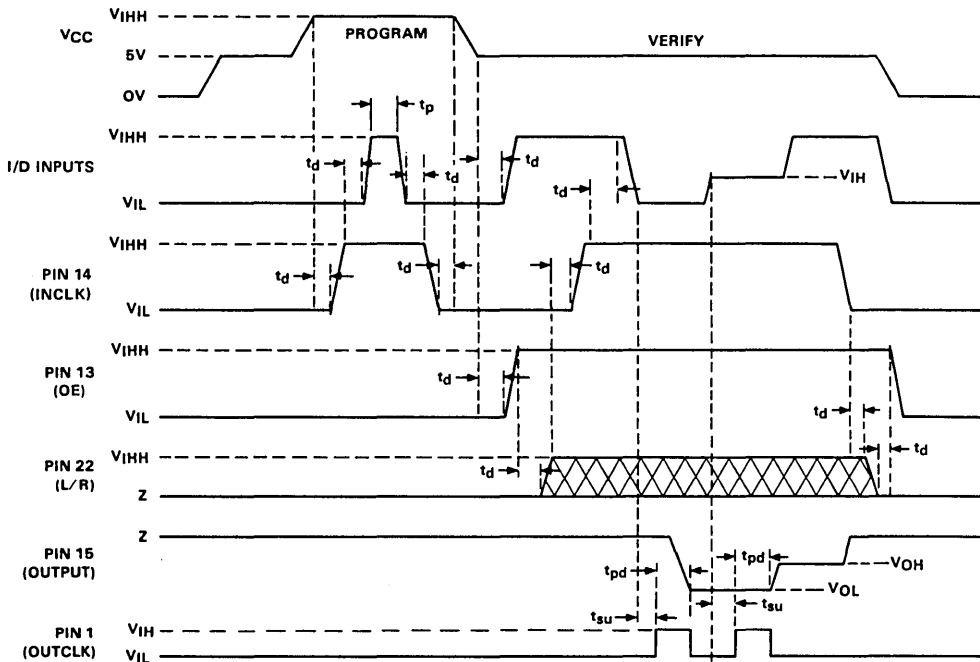 VCC
VIHH
5V
0V
PROGRAM
VERIFY
I/D INPUTS
VIHH
VIL
tp
td
td
td
td
VIH
PIN 14
(INCLK)
VIHH
VIL
td
td
td
PIN 13
(OE)
VIHH
VIL
td
td
td
PIN 22
(L/R)
VIHH
Z
td
PIN 15
(OUTPUT)
Z
tpd
tpd
VOH
VOL
tsu
tsu
PIN 1
(OUTCLK)
VIH
VIL